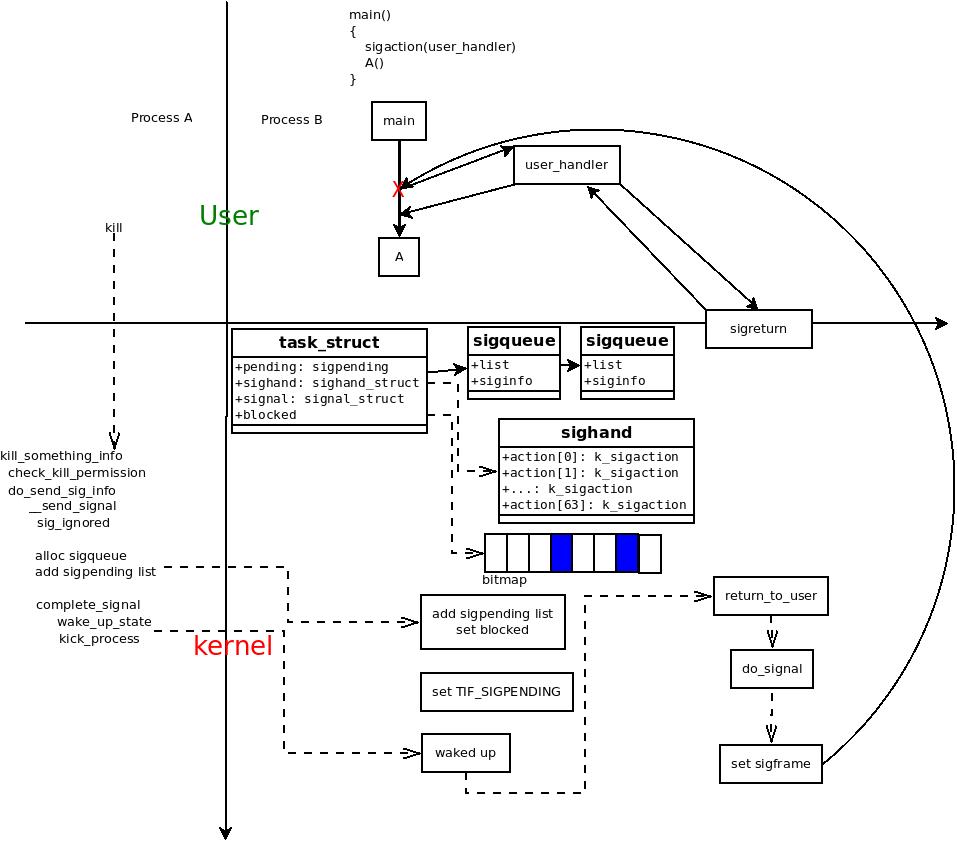 main()
{
sigaction(user_handler)
A()
}
Process A
Process B
main
user_handler
X
User
kill
A
sigreturn
task_struct
+pending: sigpending
+sighand: sighand_struct
+signal: signal_struct
+blocked
sigqueue
+list
+siginfo
sigqueue
+list
+siginfo
sighand
+action[0]: k_sigaction
+action[1]: k_sigaction
+...: k_sigaction
+action[63]: k_sigaction
kill_something_info
check_kill_permission
do_send_sig_info
__send_signal
sig_ignored
alloc sigqueue
add sigpending list
complete_signal
wake_up_state
kick_process
kernel
bitmap
add sigpending list
set blocked
set TIF_SIGPENDING
waked up
return_to_user
do_signal
set sigframe